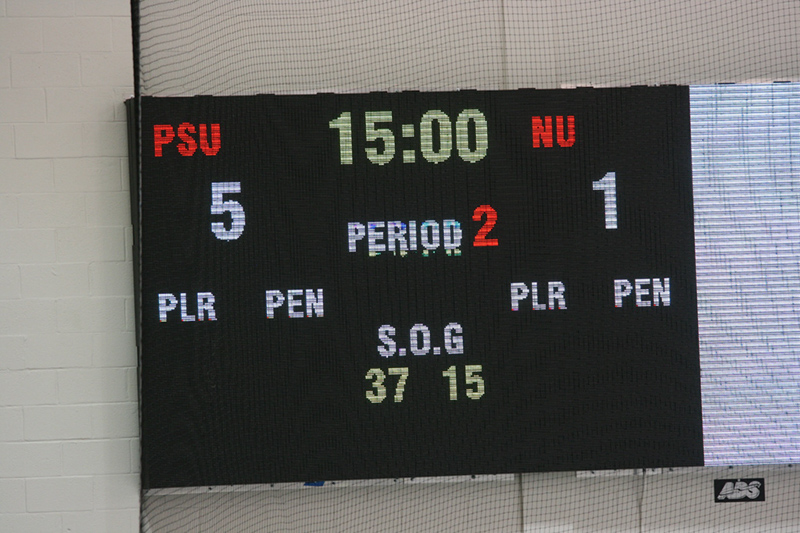 PSU 15:00 NU
5 1
PERIOD 2
PLR PEN PLR PEN
S.O.G
37 15
ADS